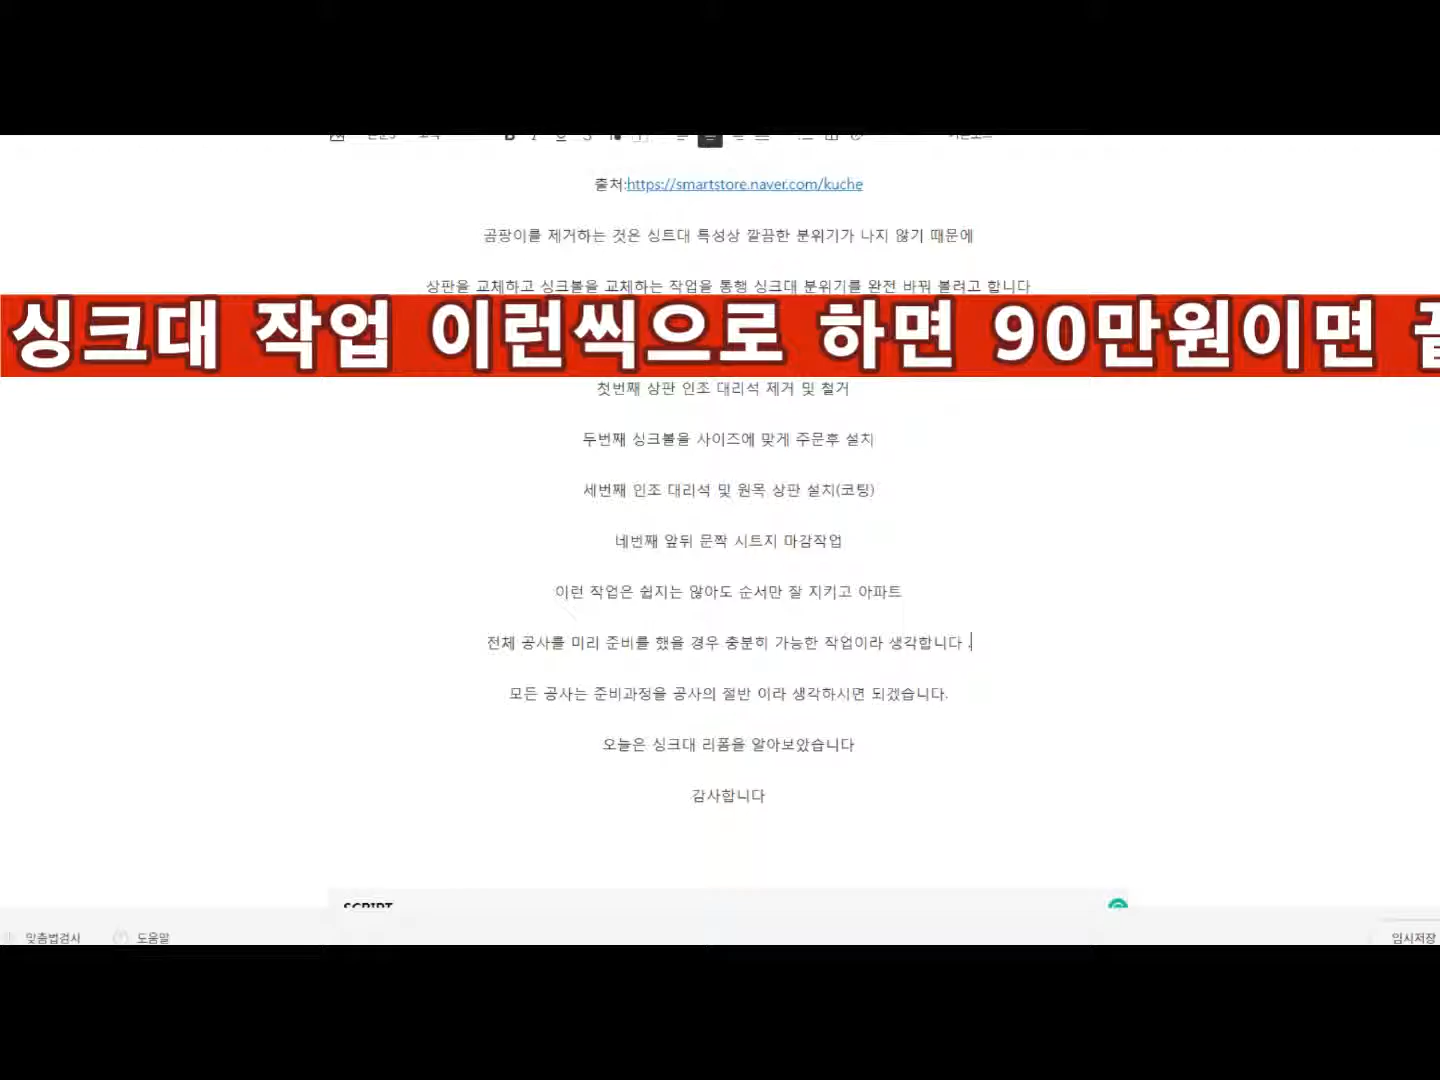 출처:https://smartstore.naver.com/kuche
곰팡이를 제거하는 것은 싱트대 특성상 깔끔한 분위기가 나지 않기 때문에
상판을 교체하고 싱크볼을 교체하는 작업을 통행 싱크대 분위기를 완전 바꿔 볼려고 합니다
싱크대 작업 이런씩으로 하면 90만원이면
첫번째 상판 인조 대리석 제거 및 철거
두번째 싱크볼을 사이즈에 맞게 주문후 설치
세번째 인조 대리석 및 원목 상판 설치(코팅)
네번째 앞뒤 문짝 시트지 마감작업
이런 작업은 쉽지는 않아도 순서만 잘 지키고 아파트
전체 공사를 미리 준비를 했을 경우 충분히 가능한 작업이라 생각합니다 .
모든 공사는 준비과정을 공사의 절반 이라 생각하시면 되겠습니다.
오늘은 싱크대 리폼을 알아보았습니다
감사합니다
SCRIPT
맞춤법검사 도움말 임시저장